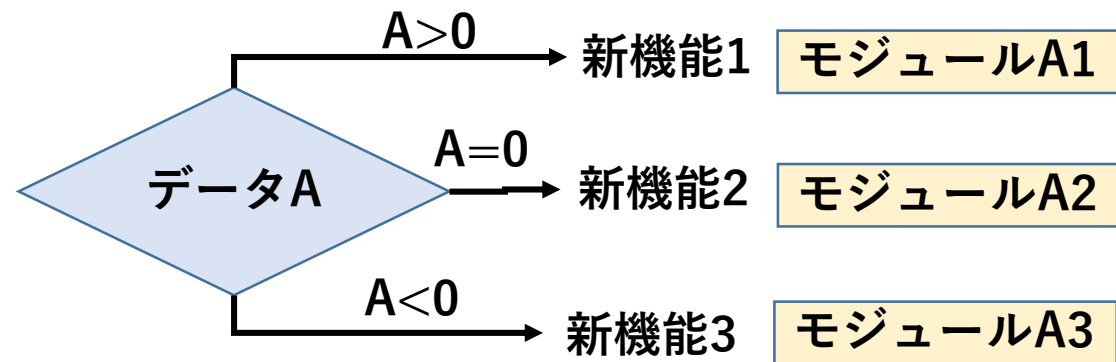 A>0
新機能1 モジュールA1
データA
A=0
新機能2 モジュールA2
A<0
新機能3 モジュールA3